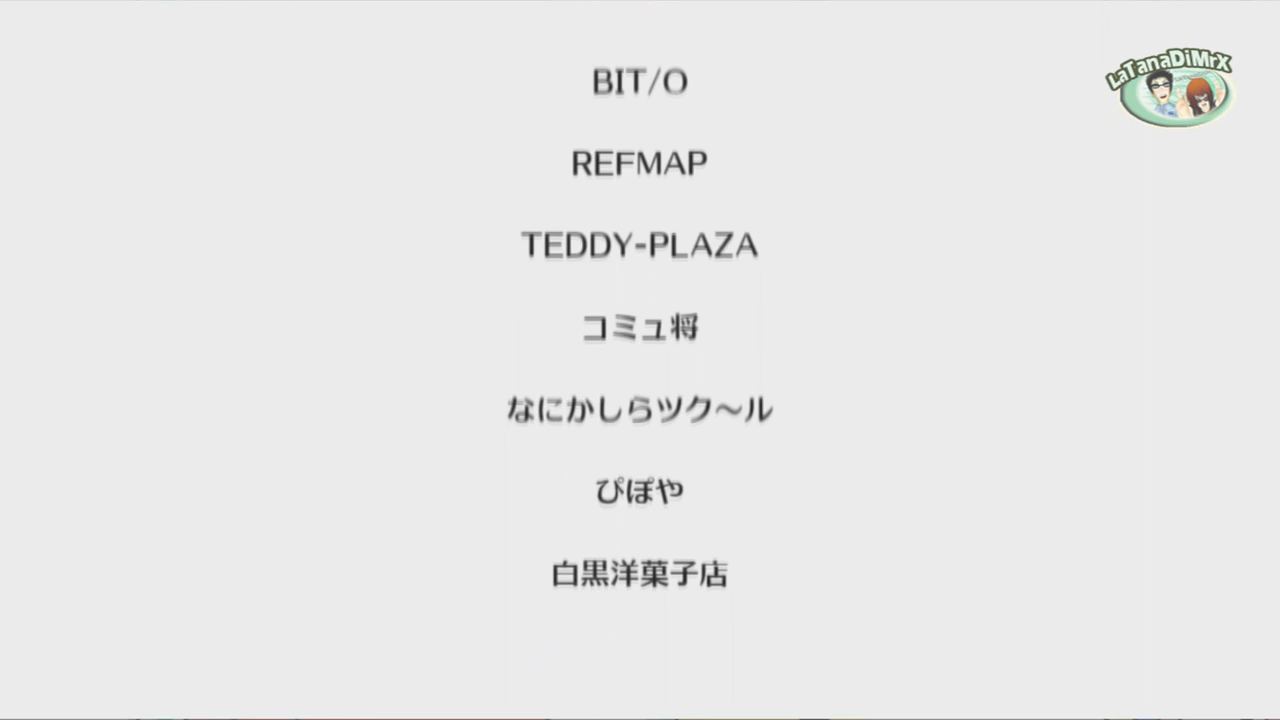 LaTanaDiMrX
BIT/O
REFMAP
TEDDY-PLAZA
コミュ将
なにかしらツク～ル
ぴぽや
白黒洋菓子店